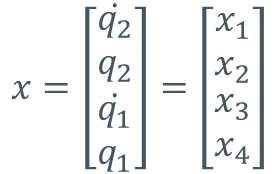 x = [q̇₂ q₂ q̇₁ q₁] = [x₁ x₂ x₃ x₄]